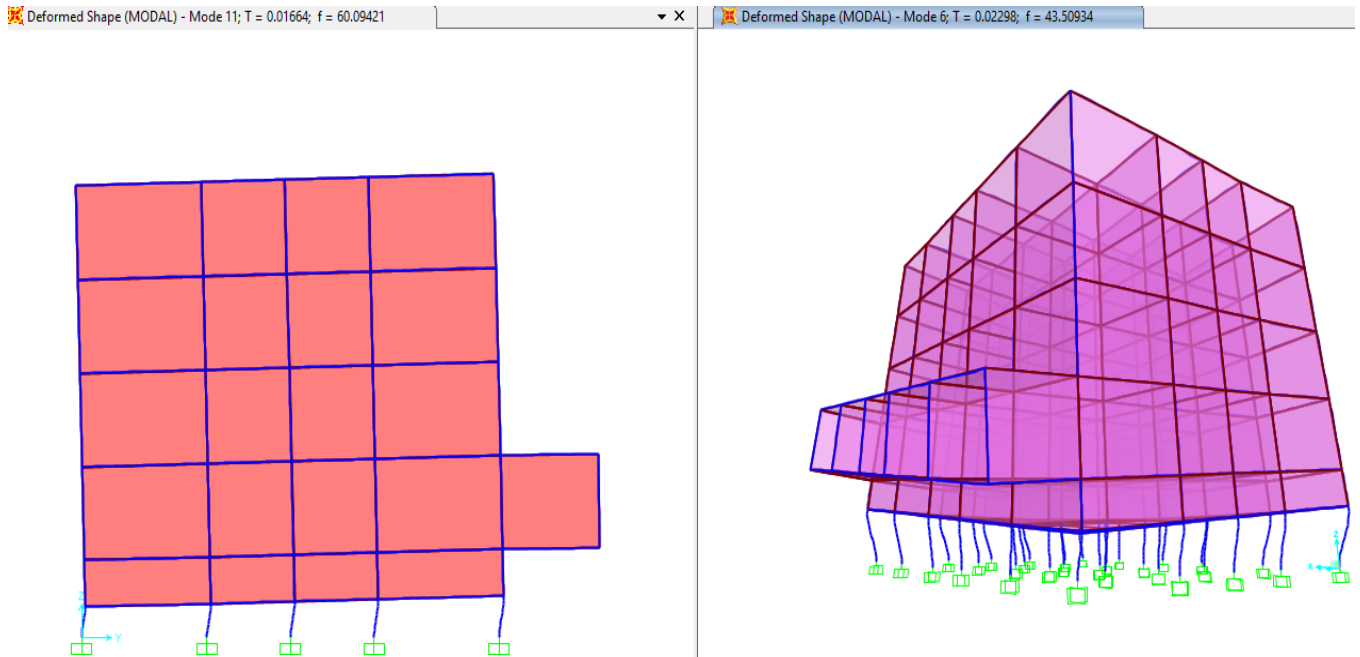 Deformed Shape (MODAL) - Mode 11; T = 0.01664; f = 60.09421
Deformed Shape (MODAL) - Mode 6; T = 0.02298; f = 43.50934
Z
Y
Z
X